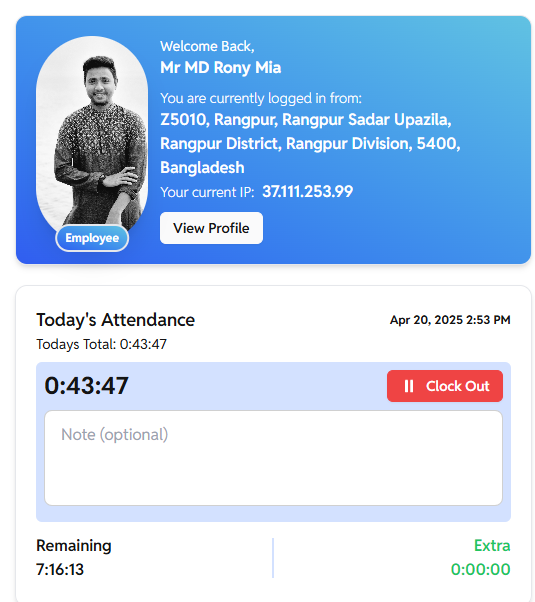 Welcome Back,
Mr MD Rony Mia
You are currently logged in from:
Z5010, Rangpur, Rangpur Sadar Upazila,
Rangpur District, Rangpur Division, 5400,
Bangladesh
Your current IP: 37.111.253.99
View Profile
Employee
Today's Attendance
Apr 20, 2025 2:53 PM
Todays Total: 0:43:47
0:43:47
Clock Out
Note (optional)
Remaining
Extra
7:16:13
0:00:00